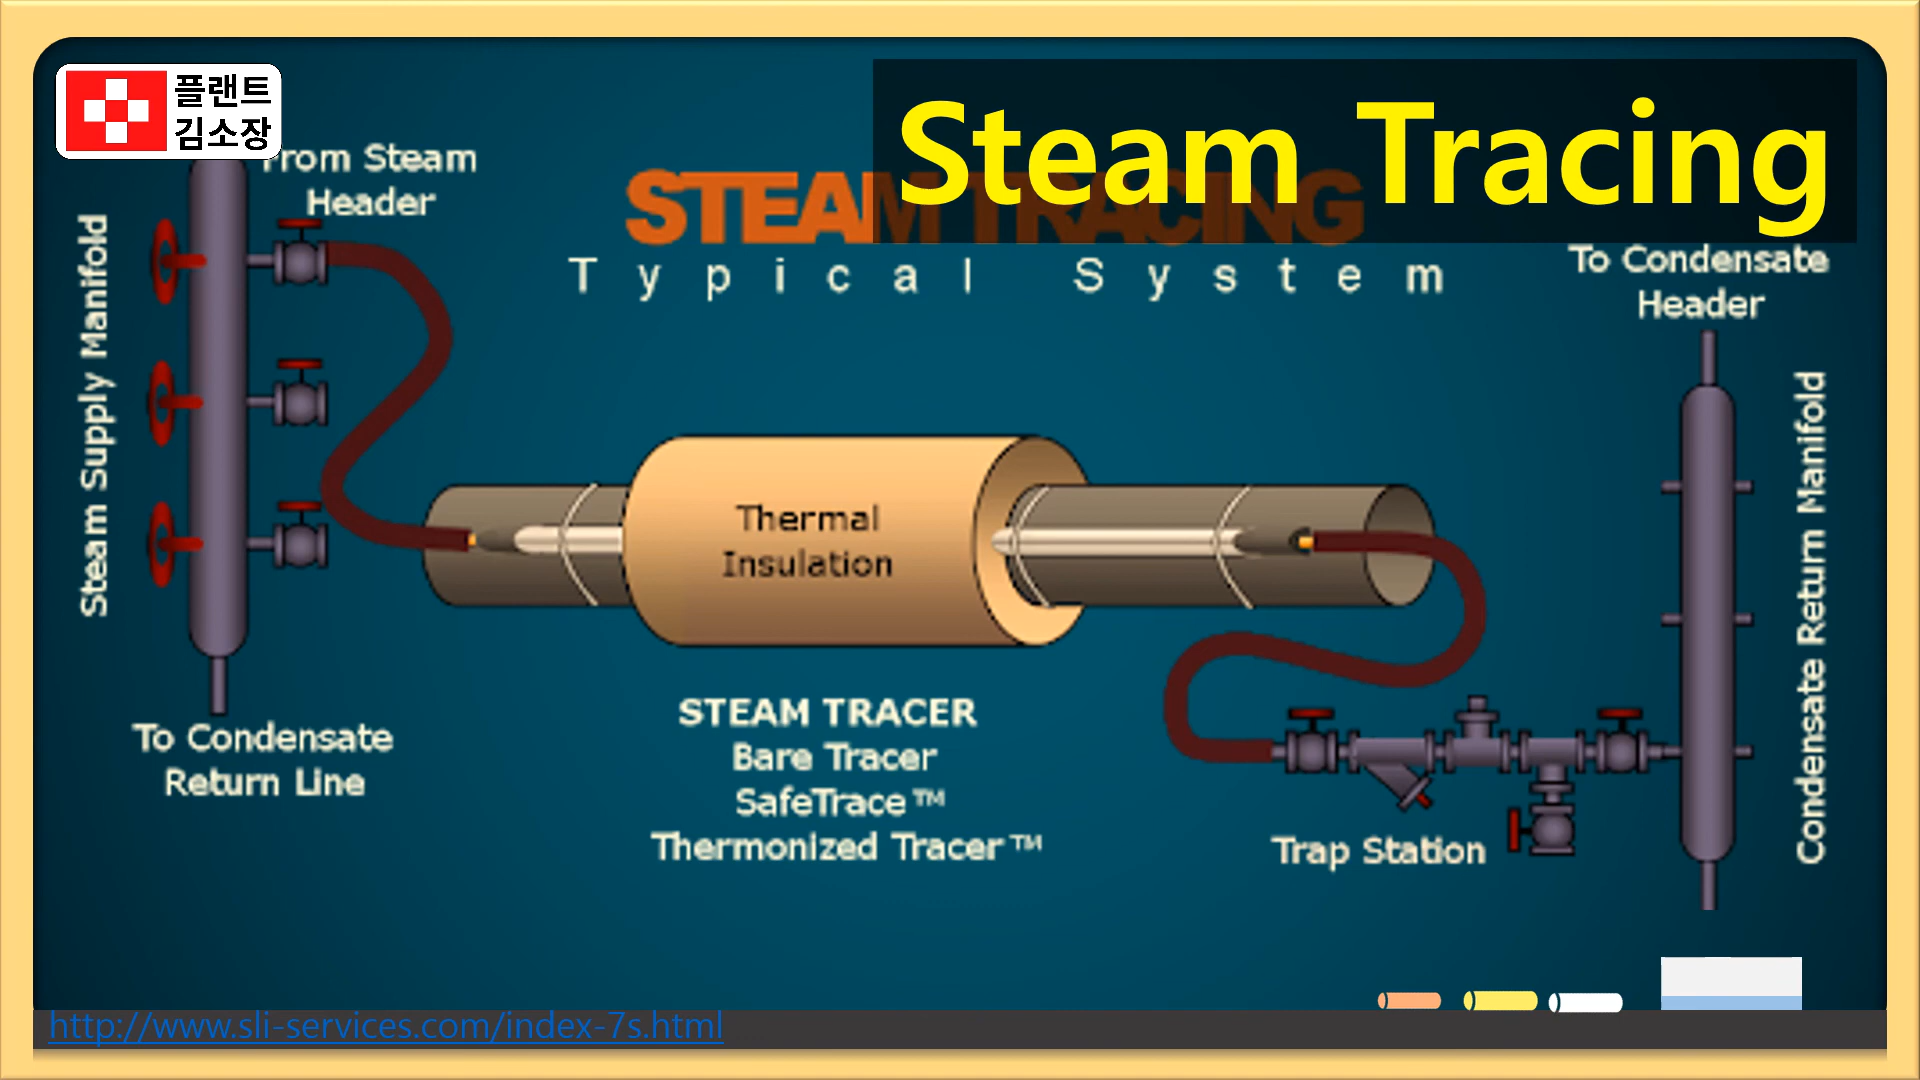 플랜트
김소장
Steam Tracing
From Steam
Header
STEAM TRACING
Typical System
To Condensate
Header
Steam Supply Manifold
Thermal
Insulation
Condensate Return Manifold
To Condensate
Return Line
STEAM TRACER
Bare Tracer
SafeTrace™
Thermonized Tracer™
Trap Station
http://www.sli-services.com/index-7s.html